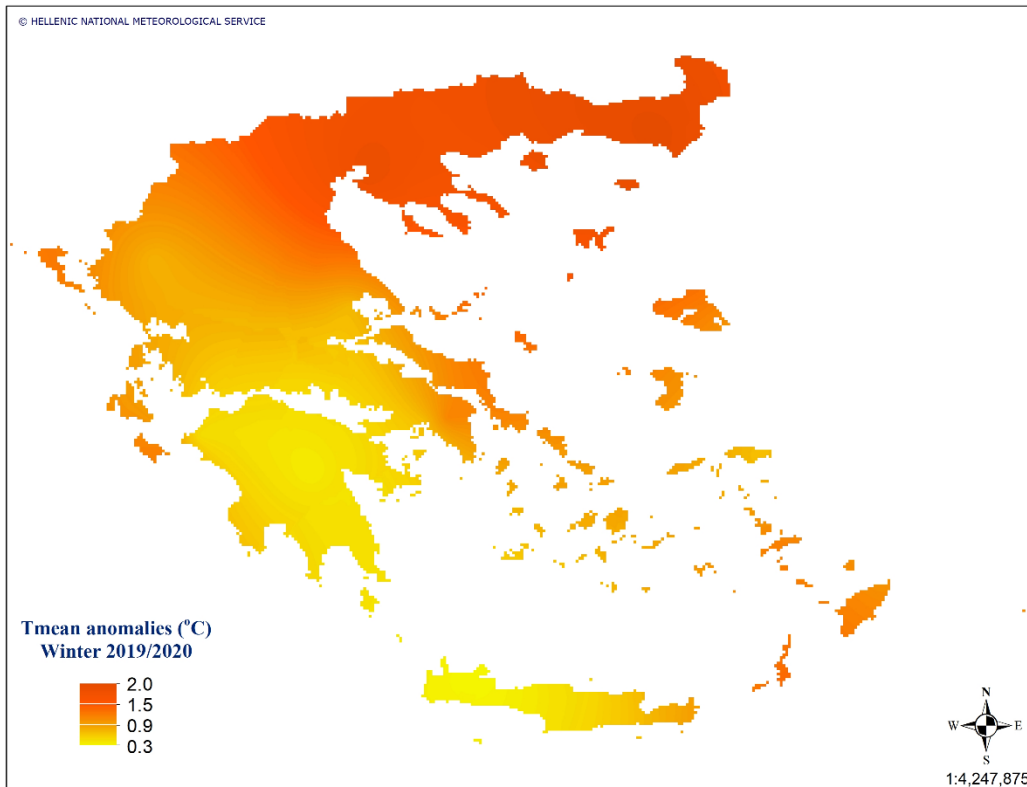 © HELLENIC NATIONAL METEOROLOGICAL SERVICE
Tmean anomalies (°C)
Winter 2019/2020
2.0
1.5
0.9
0.3
N
W E
S
1:4,247,875